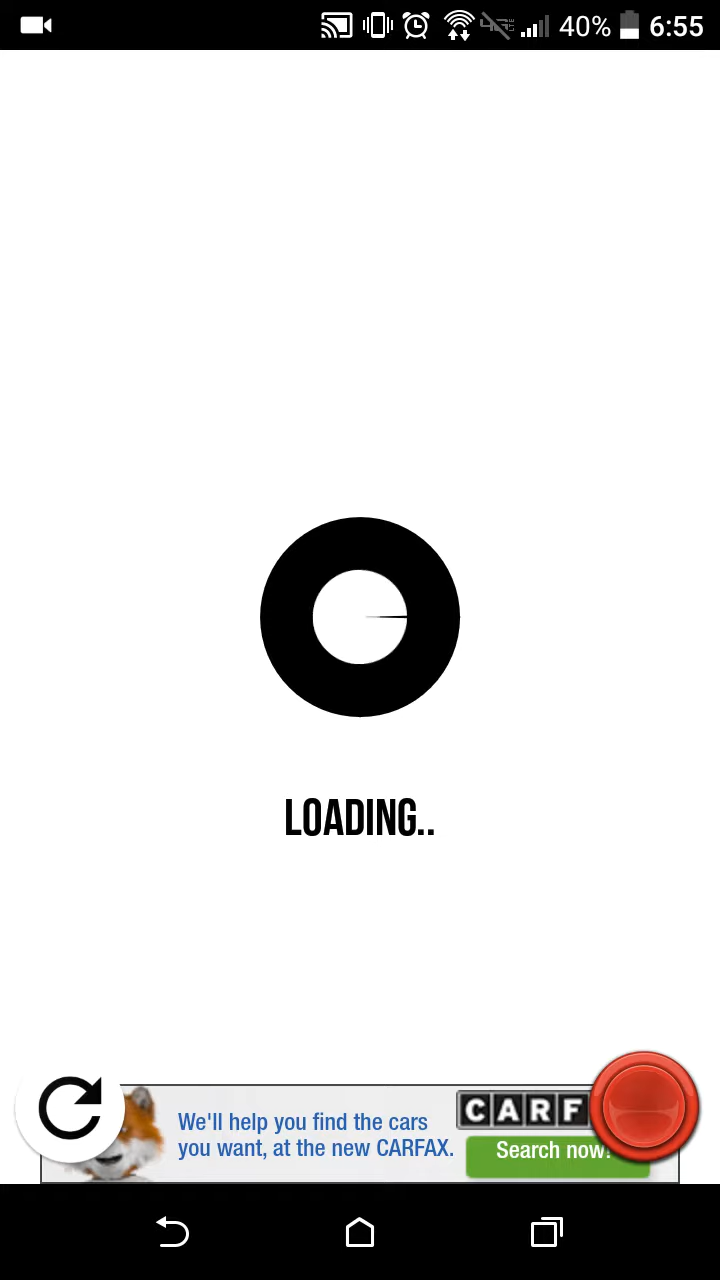 40% 6:55
LOADING..
We'll help you find the cars
you want, at the new CARFAX.
CARF
Search now!